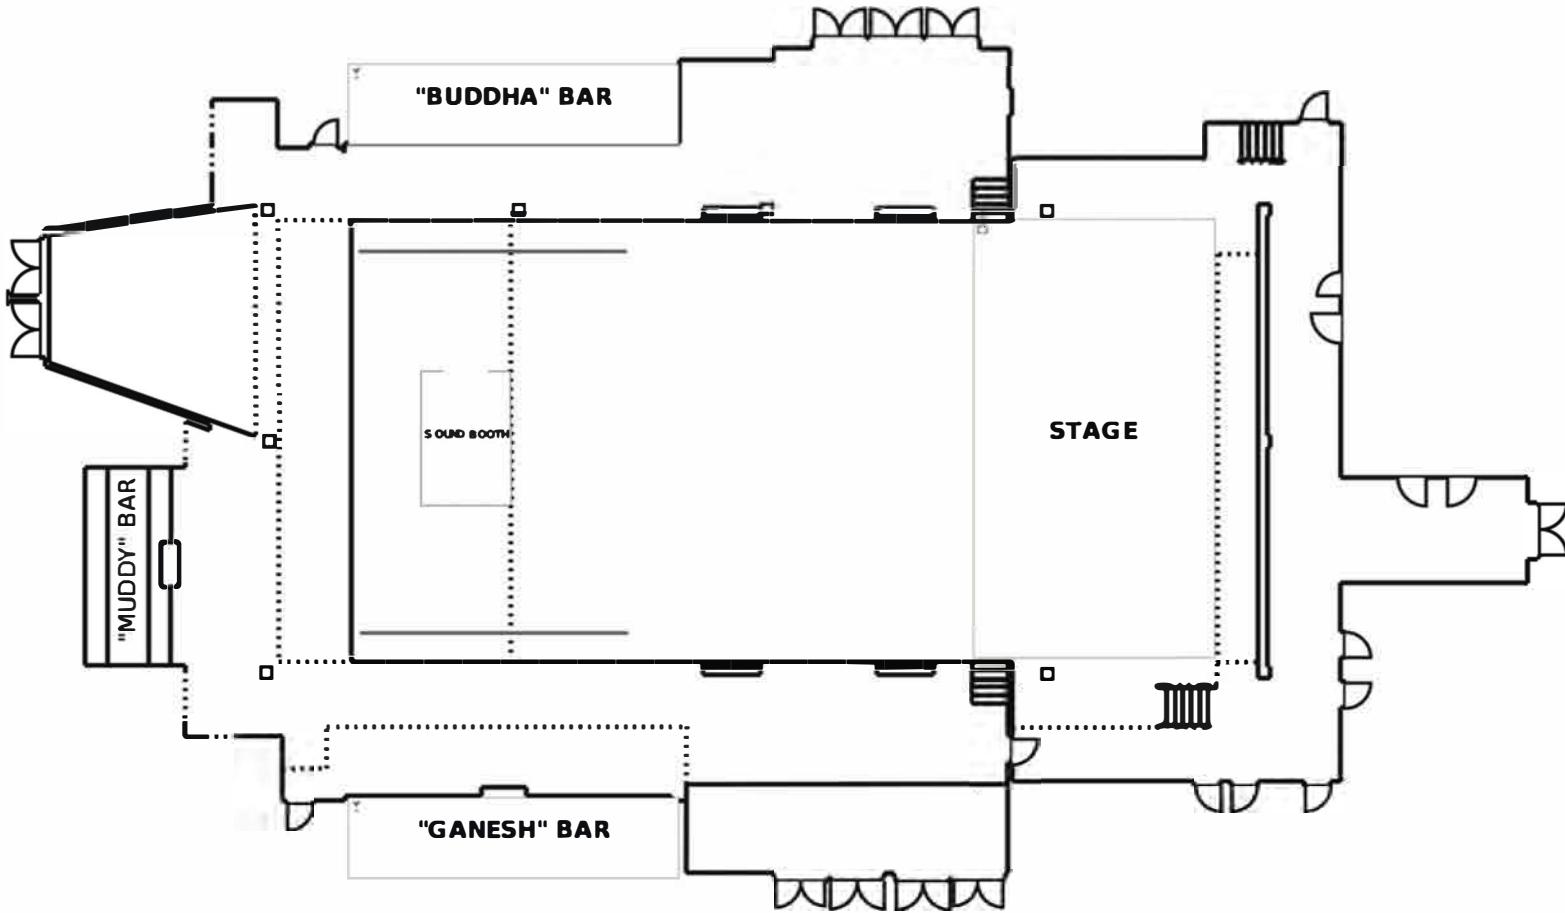 "BUDDHA" BAR
SOUND BOOTH
STAGE
"MUDDY" BAR
"GANESH" BAR